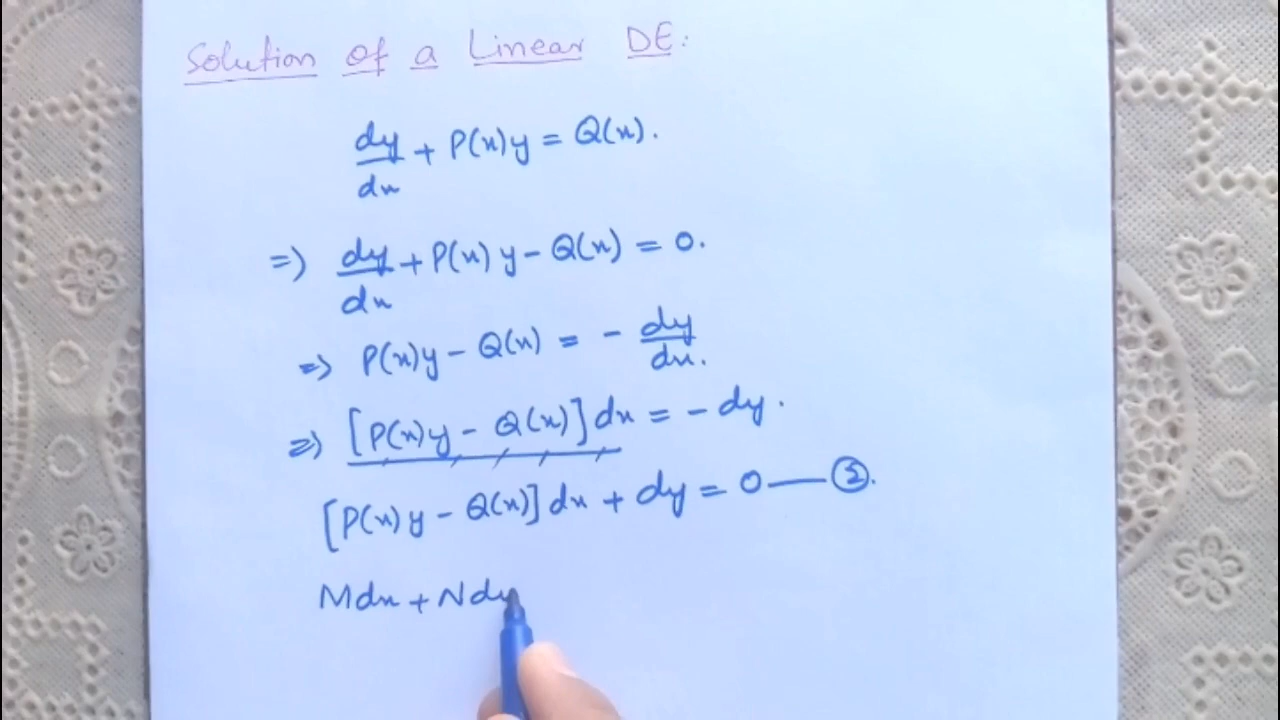 Solution of a Linear DE:
dy/dx + P(x)y = Q(x).
=) dy/dx + P(x) y - Q(x) = 0.
=> P(x)y - Q(x) = - dy/dx.
=) [P(x)y - Q(x)] dx = - dy.
[P(x) y - Q(x)] dx + dy = 0 — ②.
Mdx + Ndy